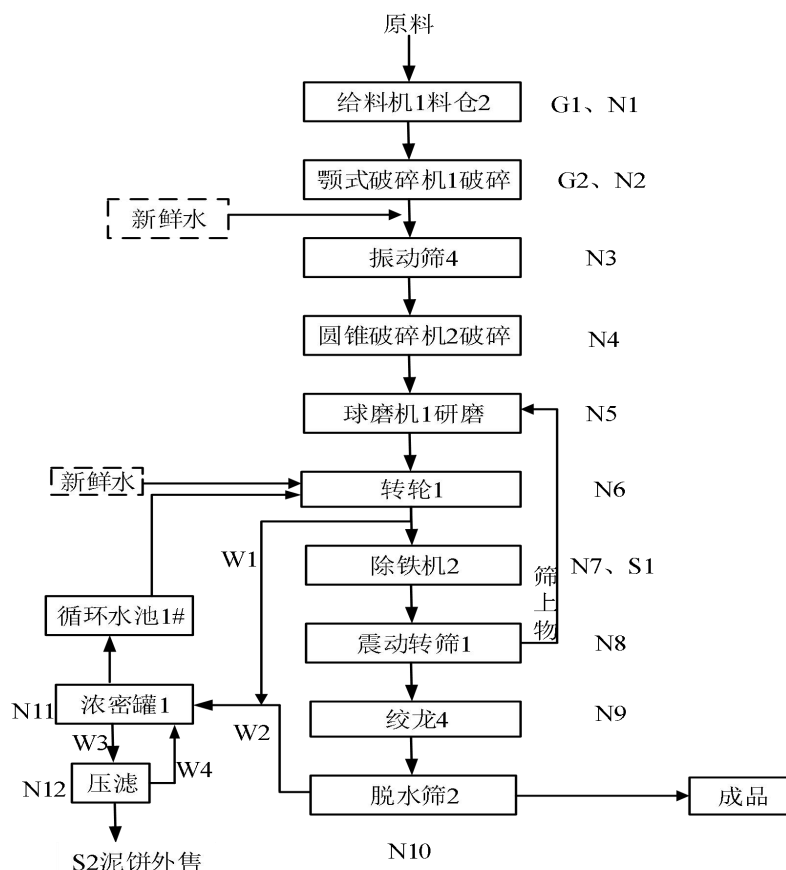 原料
给料机1料仓2
G1、N1
颚式破碎机1破碎
G2、N2
新鲜水
振动筛4
N3
圆锥破碎机2破碎
N4
球磨机1研磨
N5
新鲜水
转轮1
N6
W1
除铁机2
N7、S1
筛上物
循环水池1#
震动转筛1
N8
N11
浓密罐1
W2
绞龙4
N9
W3
W4
N12
压滤
脱水筛2
成品
N10
S2泥饼外售